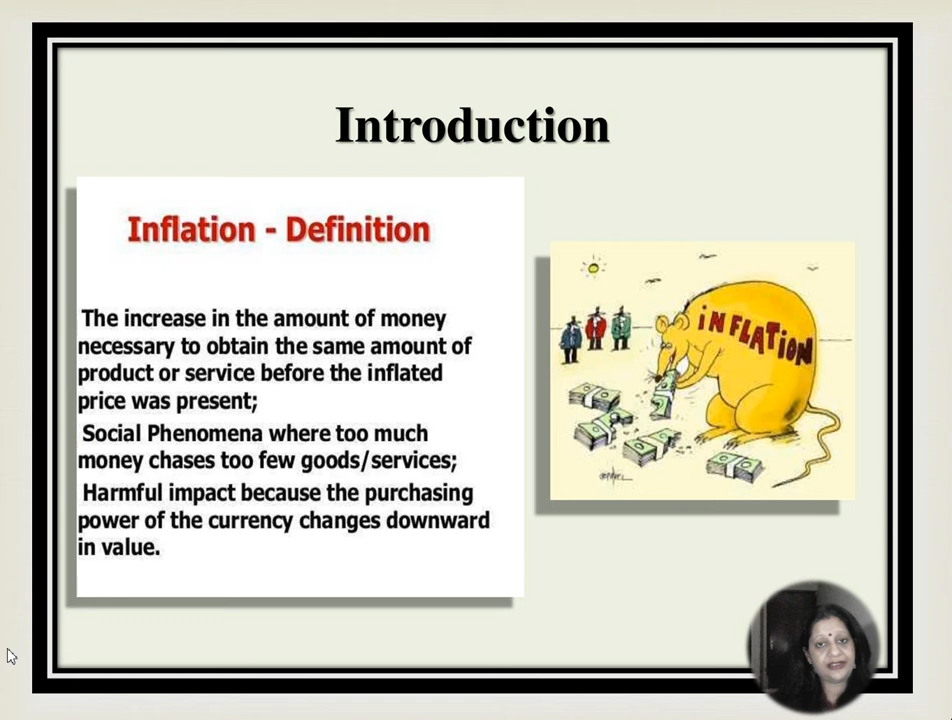 Introduction
Inflation - Definition
The increase in the amount of money
necessary to obtain the same amount of
product or service before the inflated
price was present;
Social Phenomena where too much
money chases too few goods/services;
Harmful impact because the purchasing
power of the currency changes downward
in value.
INFLATION